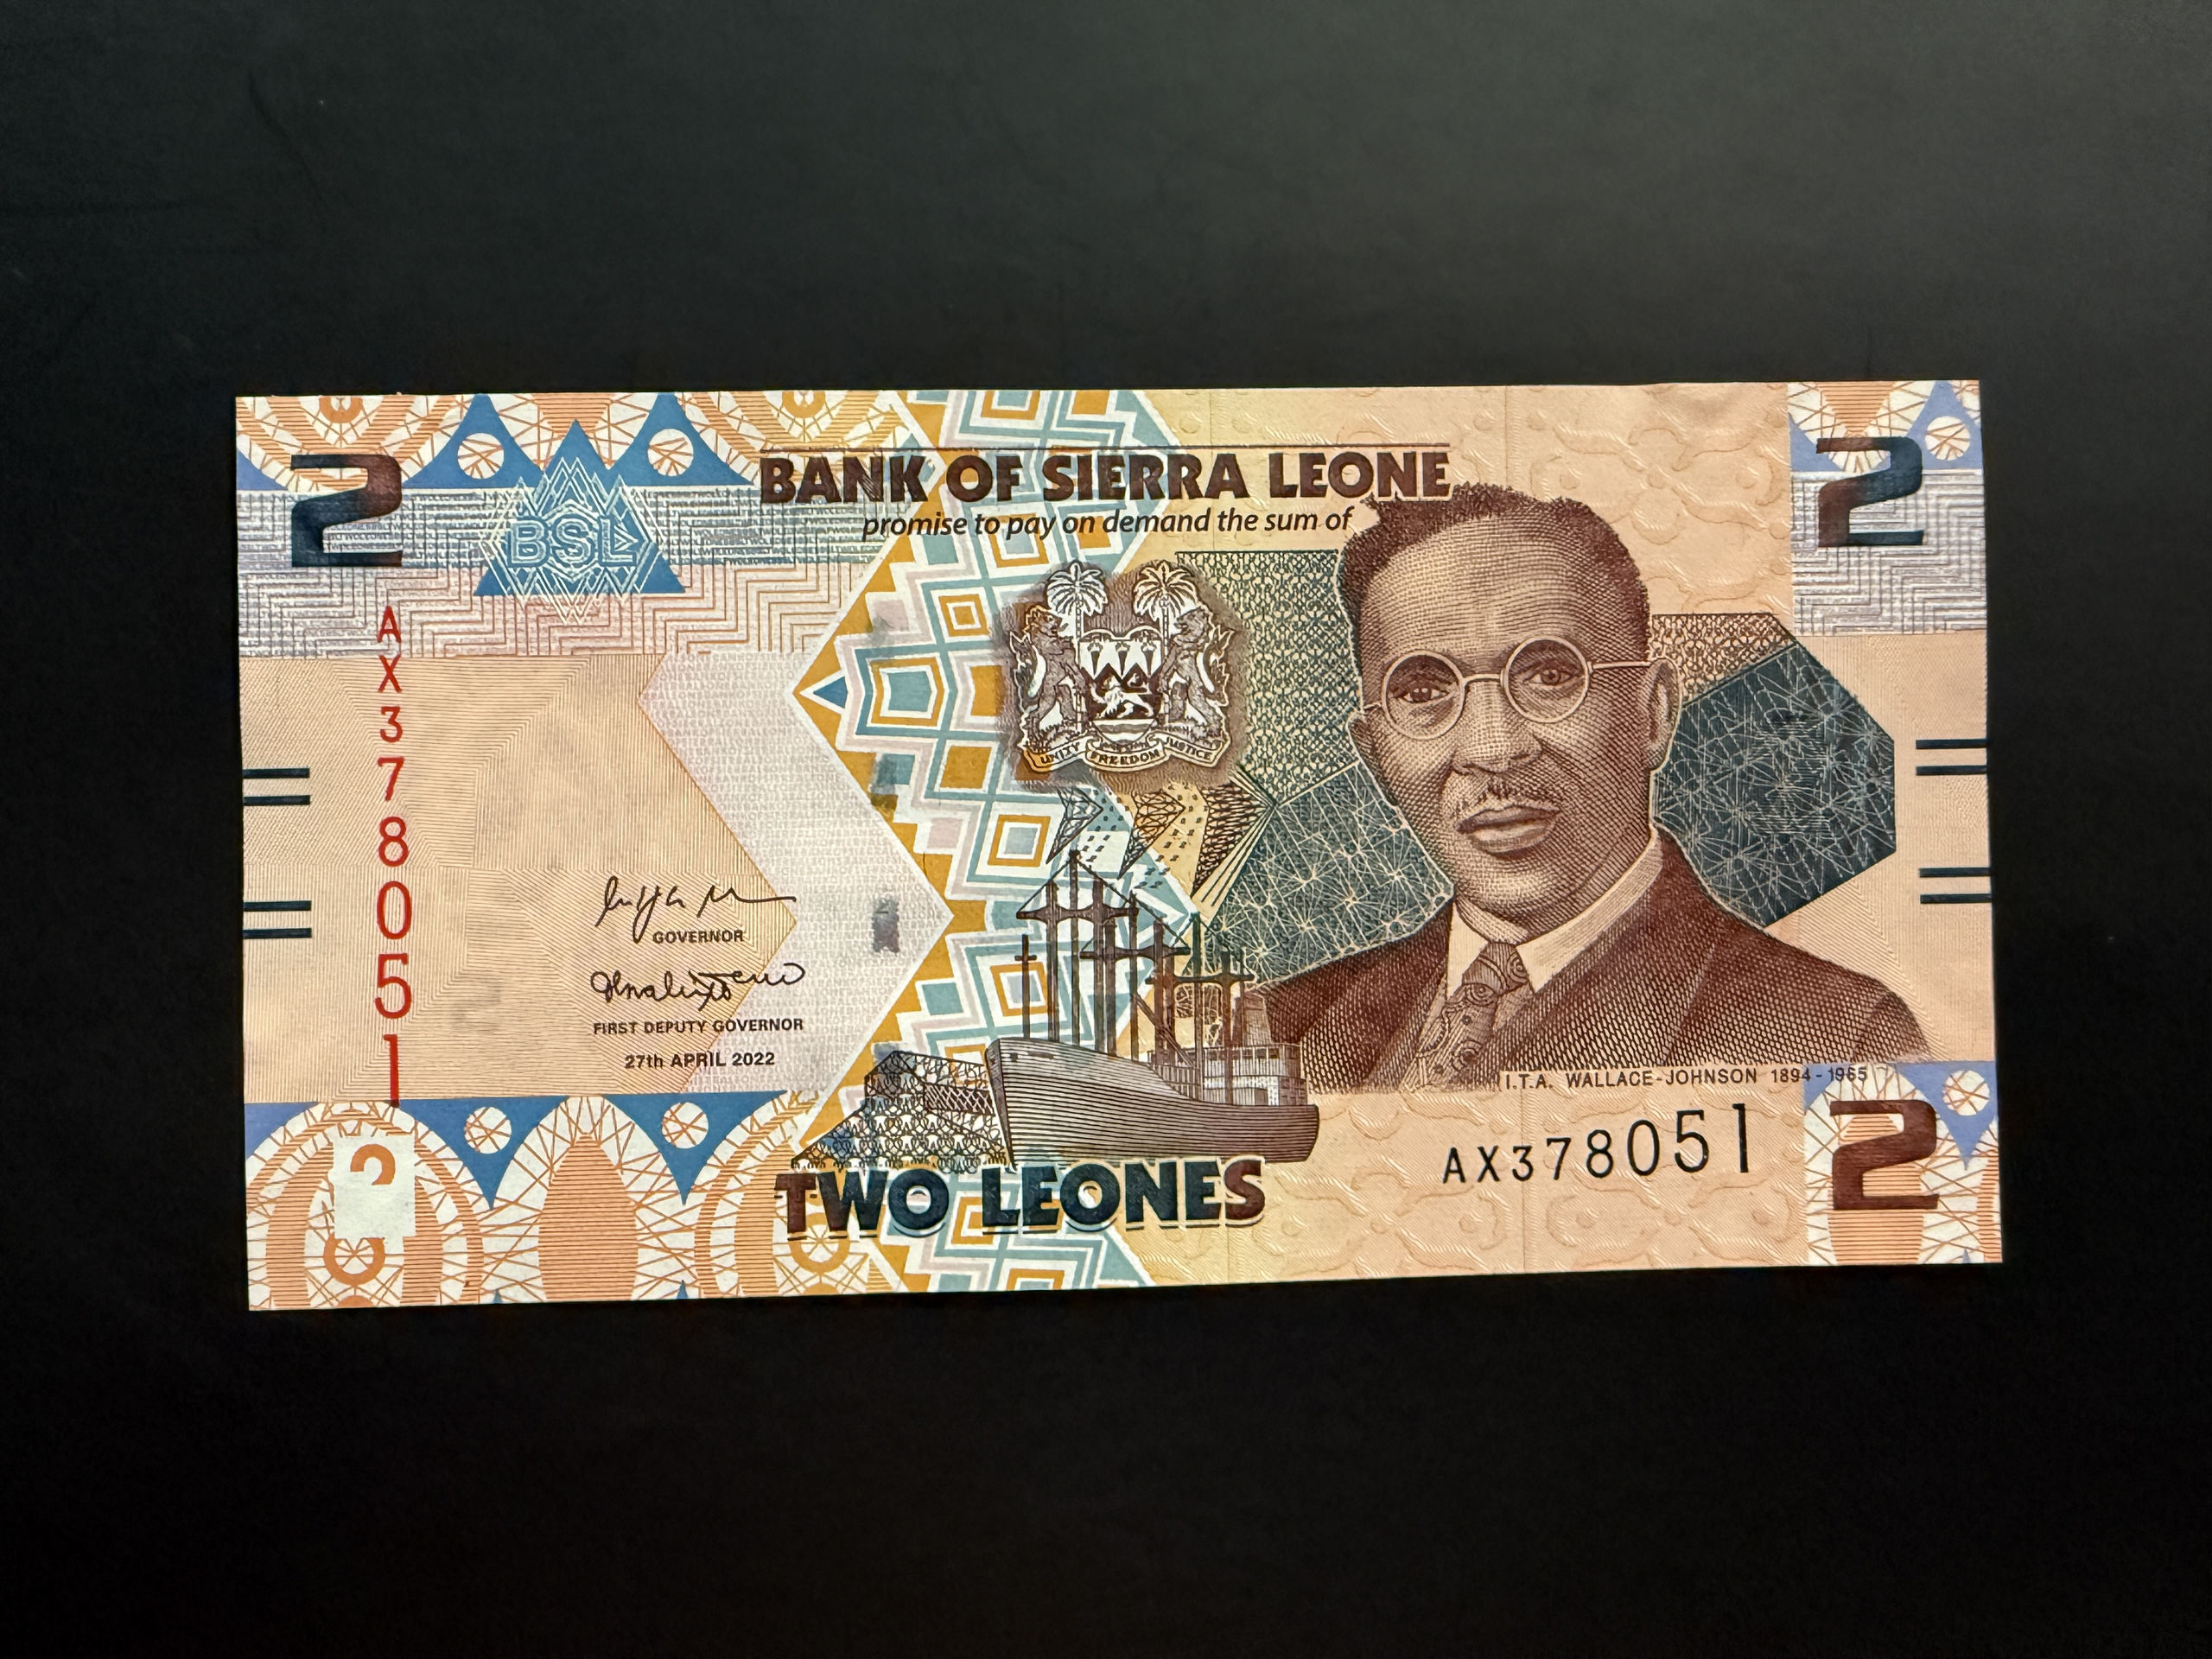 2
BSL
BANK OF SIERRA LEONE
promise to pay on demand the sum of
2
AX378051
UNITY FREEDOM JUSTICE
GOVERNOR
FIRST DEPUTY GOVERNOR
27th APRIL 2022
I.T.A. WALLACE-JOHNSON 1894-1965
AX378051
2
TWO LEONES